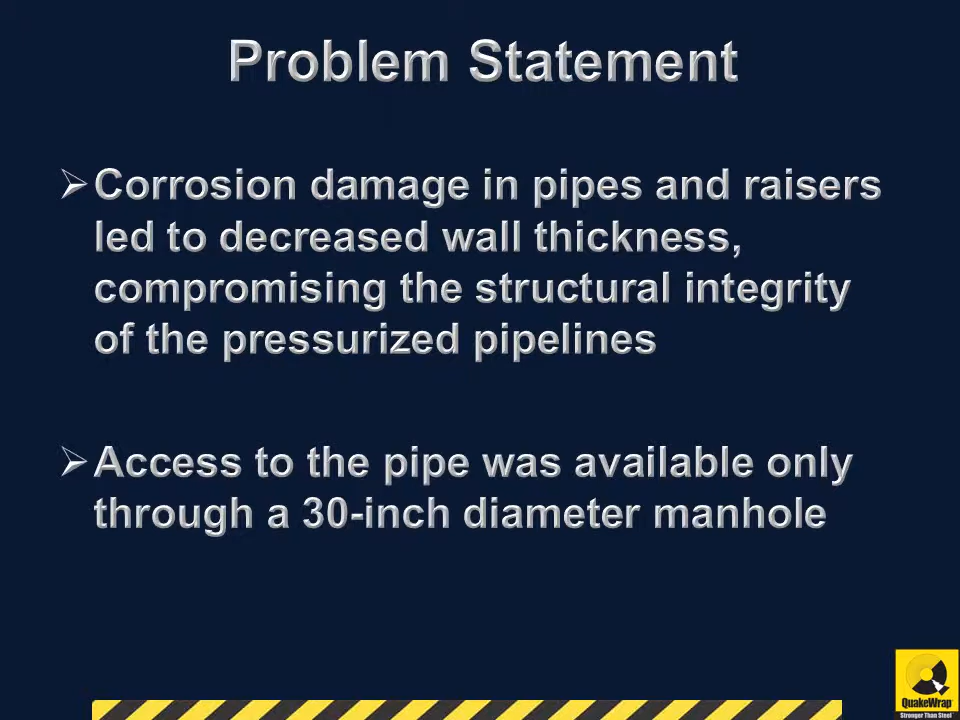 Problem Statement
➢ Corrosion damage in pipes and raisers
led to decreased wall thickness,
compromising the structural integrity
of the pressurized pipelines
➢ Access to the pipe was available only
through a 30-inch diameter manhole
QuakeWrap
Stronger Than Steel